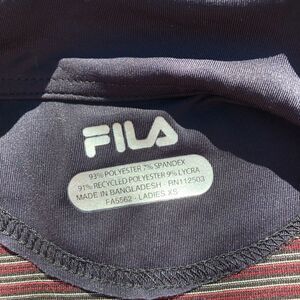 FILA
93% POLYESTER 7% SPANDEX
91% RECYCLED POLYESTER 9% LYCRA
MADE IN BANGLADESH - RN112503
FA5562 - LADIES XS